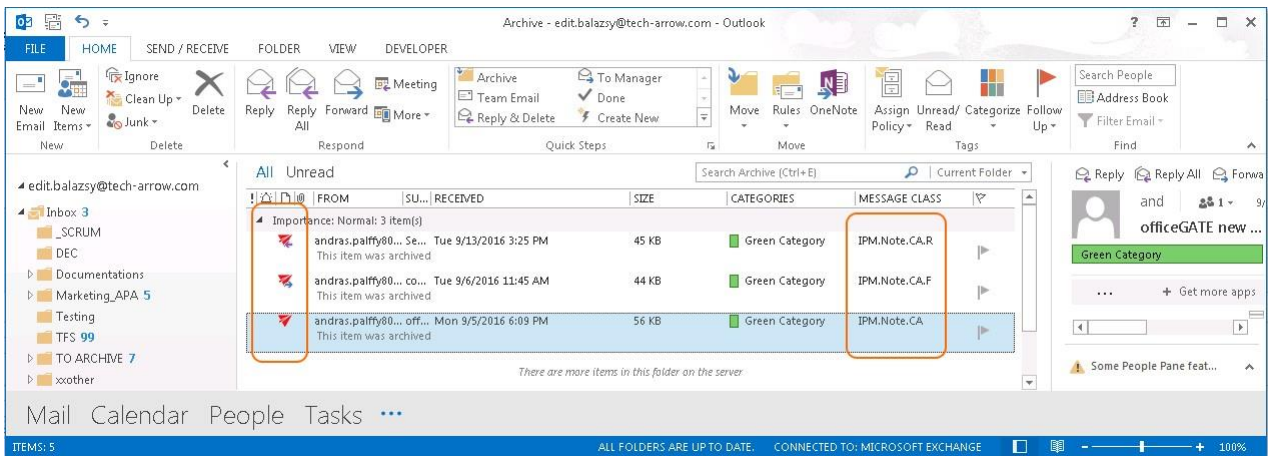 Archive - edit.balazsy@tech-arrow.com - Outlook
FILE HOME SEND / RECEIVE FOLDER VIEW DEVELOPER
New Email
New Items
Ignore
Clean Up
Junk
Delete
Reply
Reply All
Forward
Meeting
More
Archive
Team Email
Reply & Delete
To Manager
Done
Create New
Move
Rules
OneNote
Assign Policy
Unread/ Read
Categorize
Follow Up
Search People
Address Book
Filter Email
New Delete Respond Quick Steps Move Tags Find
edit.balazsy@tech-arrow.com
Inbox 3
_SCRUM
DEC
Documentations
Marketing_APA 5
Testing
TFS 99
TO ARCHIVE 7
xxother
All Unread
Search Archive (Ctrl+E) Current Folder
! FROM SU... RECEIVED SIZE CATEGORIES MESSAGE CLASS
Importance: Normal: 3 item(s)
andras.palffy80... Se... Tue 9/13/2016 3:25 PM 45 KB Green Category IPM.Note.CA.R
This item was archived
andras.palffy80... co... Tue 9/6/2016 11:45 AM 44 KB Green Category IPM.Note.CA.F
This item was archived
andras.palffy80... off... Mon 9/5/2016 6:09 PM 56 KB Green Category IPM.Note.CA
This item was archived
There are more items in this folder on the server
Reply Reply All Forwa
and 1 9/
officeGATE new ...
Green Category
... + Get more apps
Some People Pane feat...
Mail Calendar People Tasks ...
ITEMS: 5 ALL FOLDERS ARE UP TO DATE. CONNECTED TO: MICROSOFT EXCHANGE 100%